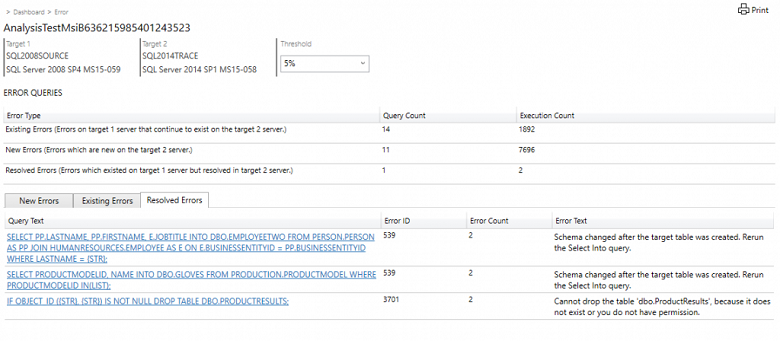 > Dashboard > Error
Print
AnalysisTestMsiB636215985401243523
Target 1
SQL2008SOURCE
SQL Server 2008 SP4 MS15-059
Target 2
SQL2014TRACE
SQL Server 2014 SP1 MS15-058
Threshold
5%
ERROR QUERIES
Error Type Query Count Execution Count
Existing Errors (Errors on target 1 server that continue to exist on the target 2 server.) 14 1892
New Errors (Errors which are new on the target 2 server.) 11 7696
Resolved Errors (Errors which existed on target 1 server but resolved in target 2 server.) 1 2
New Errors Existing Errors Resolved Errors
Query Text Error ID Error Count Error Text
SELECT PP.LASTNAME, PP.FIRSTNAME, E.JOBTITLE INTO DBO.EMPLOYEETWO FROM PERSON.PERSON 539 2 Schema changed after the target table was created. Rerun
AS PP JOIN HUMANRESOURCES.EMPLOYEE AS E ON E.BUSINESSENTITYID = PP.BUSINESSENTITYID the Select Into query.
WHERE LASTNAME = {STR};
SELECT PRODUCTMODELID, NAME INTO DBO.GLOVES FROM PRODUCTION.PRODUCTMODEL WHERE 539 2 Schema changed after the target table was created. Rerun
PRODUCTMODELID IN(LIST); the Select Into query.
IF OBJECT_ID ({STR}, {STR}) IS NOT NULL DROP TABLE DBO.PRODUCTRESULTS; 3701 2 Cannot drop the table 'dbo.ProductResults', because it does
not exist or you do not have permission.